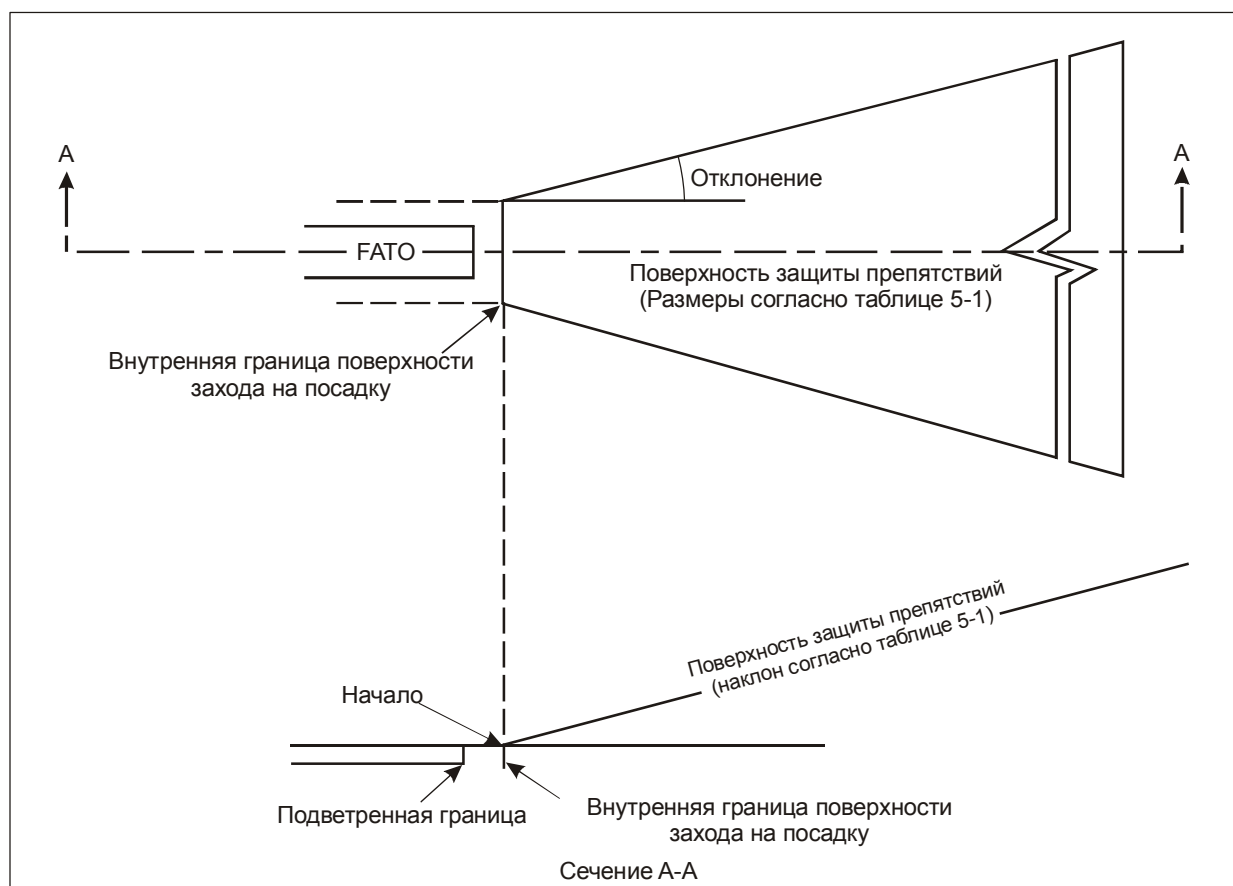 A
A
Отклонение
FATO
Поверхность защиты препятствий
(Размеры согласно таблице 5-1)
Внутренняя граница поверхности
захода на посадку
Поверхность защиты препятствий
(наклон согласно таблице 5-1)
Начало
Подветренная граница
Внутренняя граница поверхности
захода на посадку
Сечение А-А